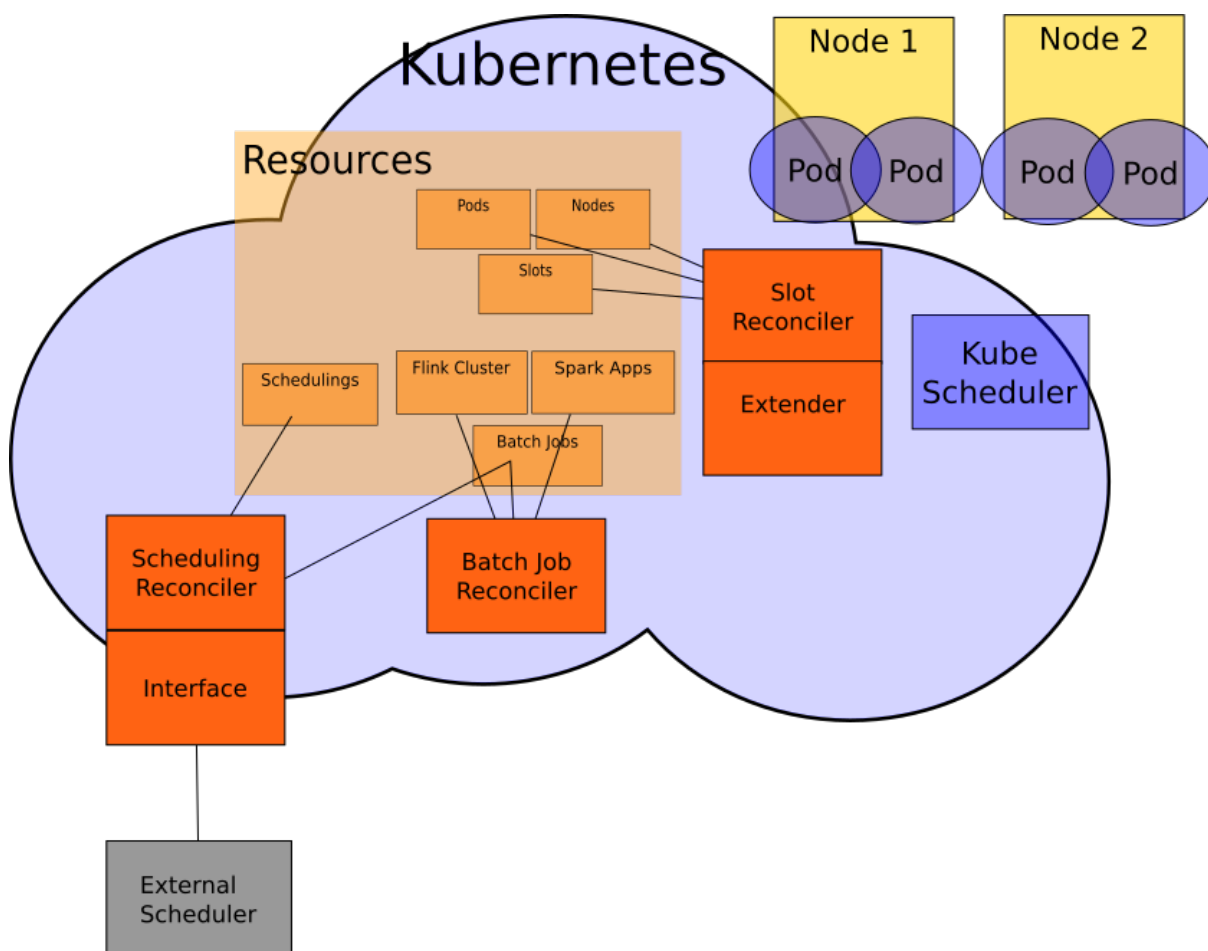 Kubernetes
Node 1
Node 2
Pod
Pod
Pod
Pod
Resources
Pods
Nodes
Slots
Slot
Reconciler
Extender
Kube
Scheduler
Schedulings
Flink Cluster
Spark Apps
Batch Jobs
Scheduling
Reconciler
Interface
Batch Job
Reconciler
External
Scheduler